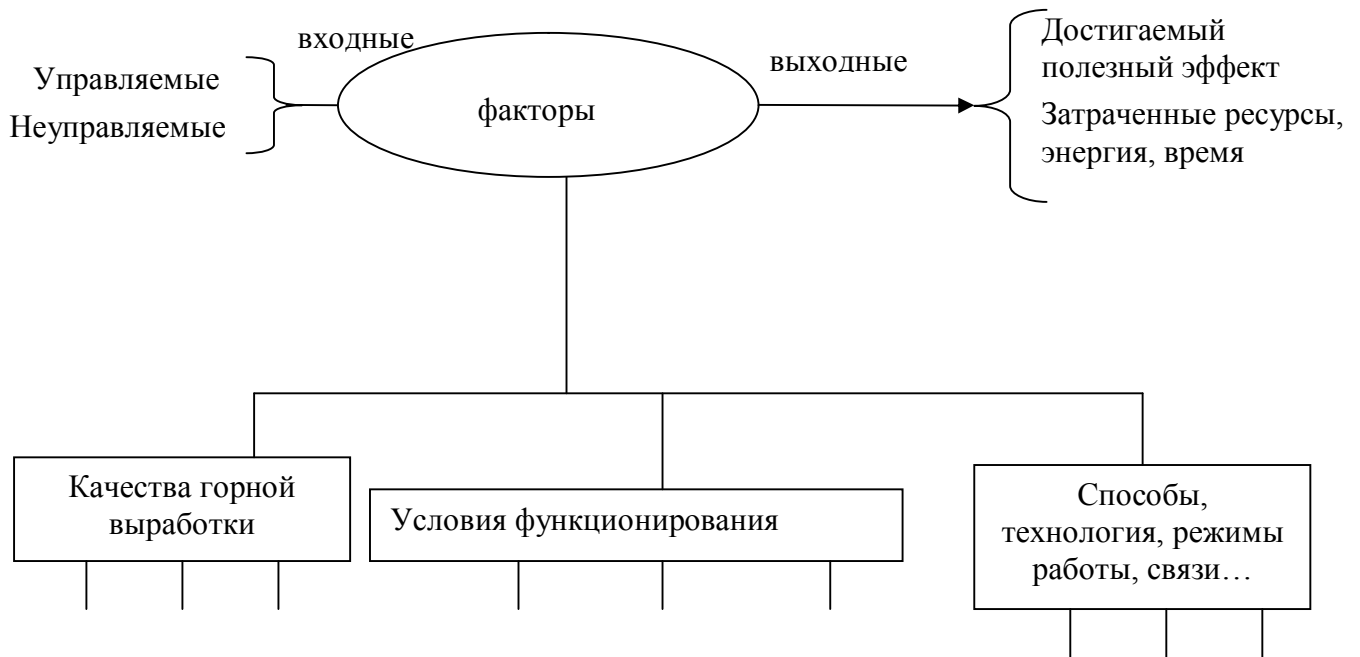 входные
Управляемые
Неуправляемые
факторы
выходные
Достигаемый
полезный эффект
Затраченные ресурсы,
энергия, время
Качества горной
выработки
Условия функционирования
Способы,
технология, режимы
работы, связи…